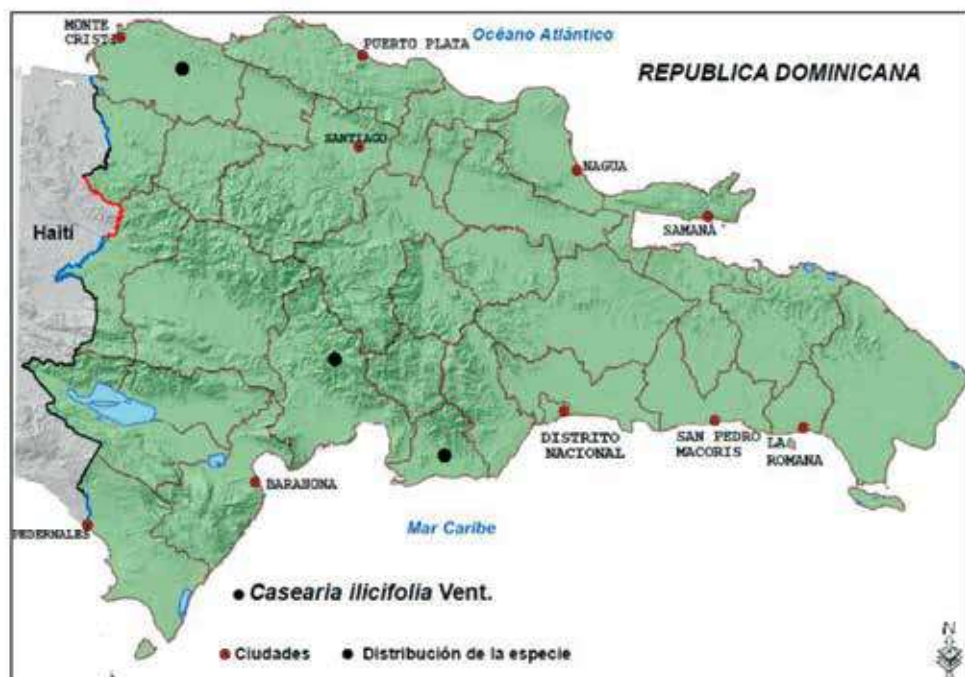 MONTE
CRISTI
PUERTO PLATA
Océano Atlántico
REPUBLICA DOMINICANA
SANTIAGO
NAGUA
SAMANA
Haití
DISTRITO
NACIONAL
SAN PEDRO
MACORIS
LA
ROMANA
BARAHONA
PEDERNALES
Mar Caribe
Casearia ilicifolia Vent.
Ciudades
Distribución de la especie
N